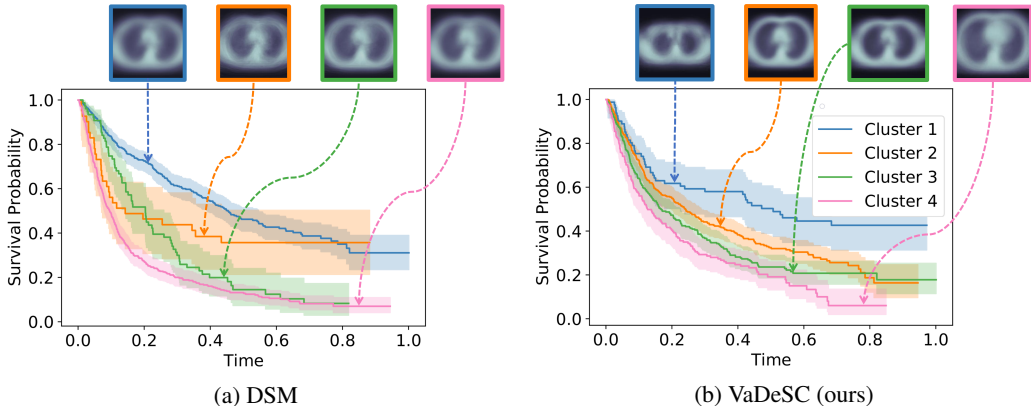 1.0
0.8
0.6
0.4
0.2
0.0
Survival Probability
0.0 0.2 0.4 0.6 0.8 1.0
Time
(a) DSM
1.0
0.8
0.6
0.4
0.2
0.0
Survival Probability
Cluster 1
Cluster 2
Cluster 3
Cluster 4
0.0 0.2 0.4 0.6 0.8 1.0
Time
(b) VaDeSC (ours)